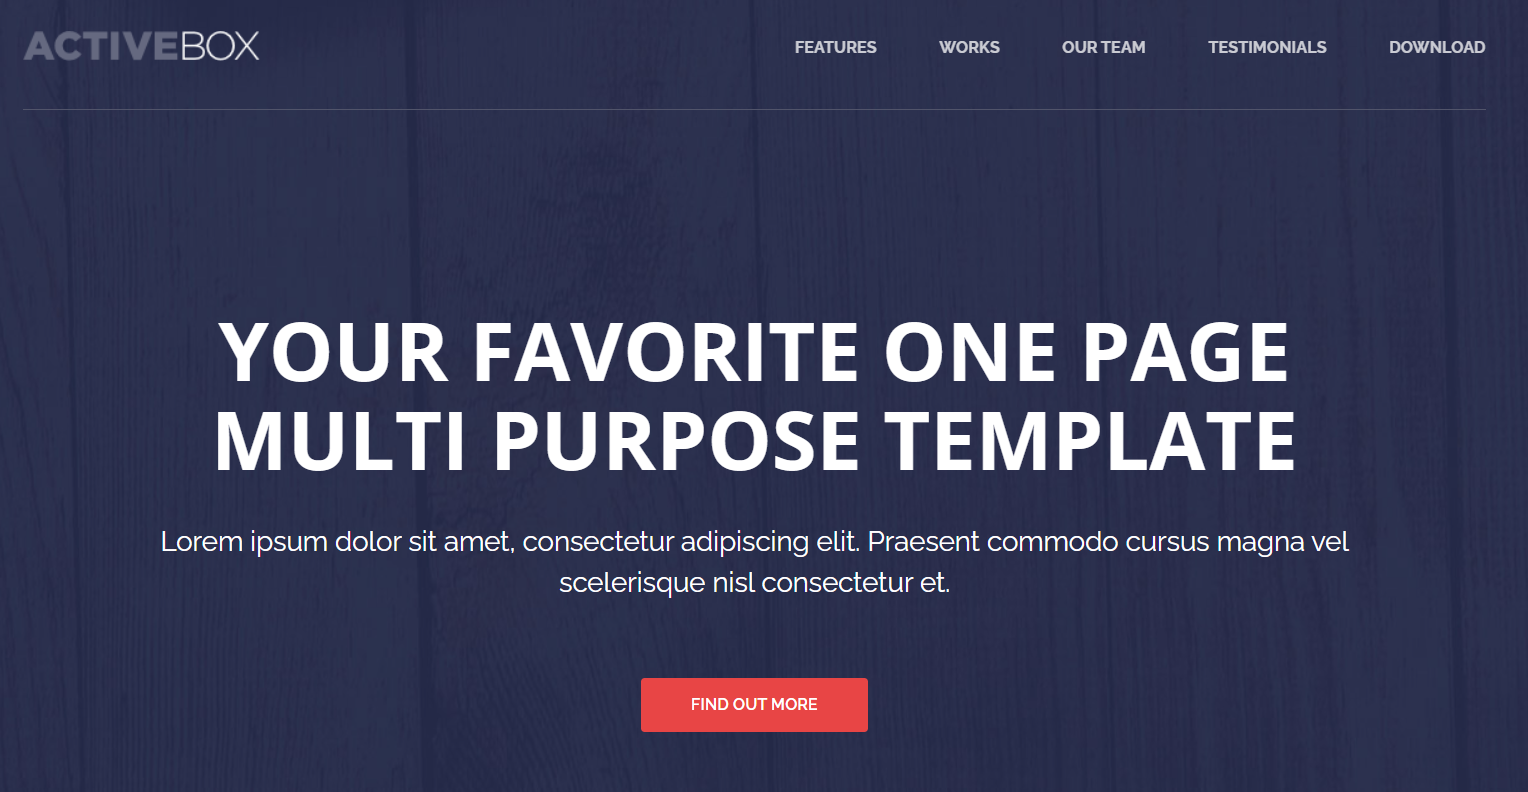 ACTIVEBOX
FEATURES WORKS OUR TEAM TESTIMONIALS DOWNLOAD
YOUR FAVORITE ONE PAGE
MULTI PURPOSE TEMPLATE
Lorem ipsum dolor sit amet, consectetur adipiscing elit. Praesent commodo cursus magna vel
scelerisque nisl consectetur et.
FIND OUT MORE